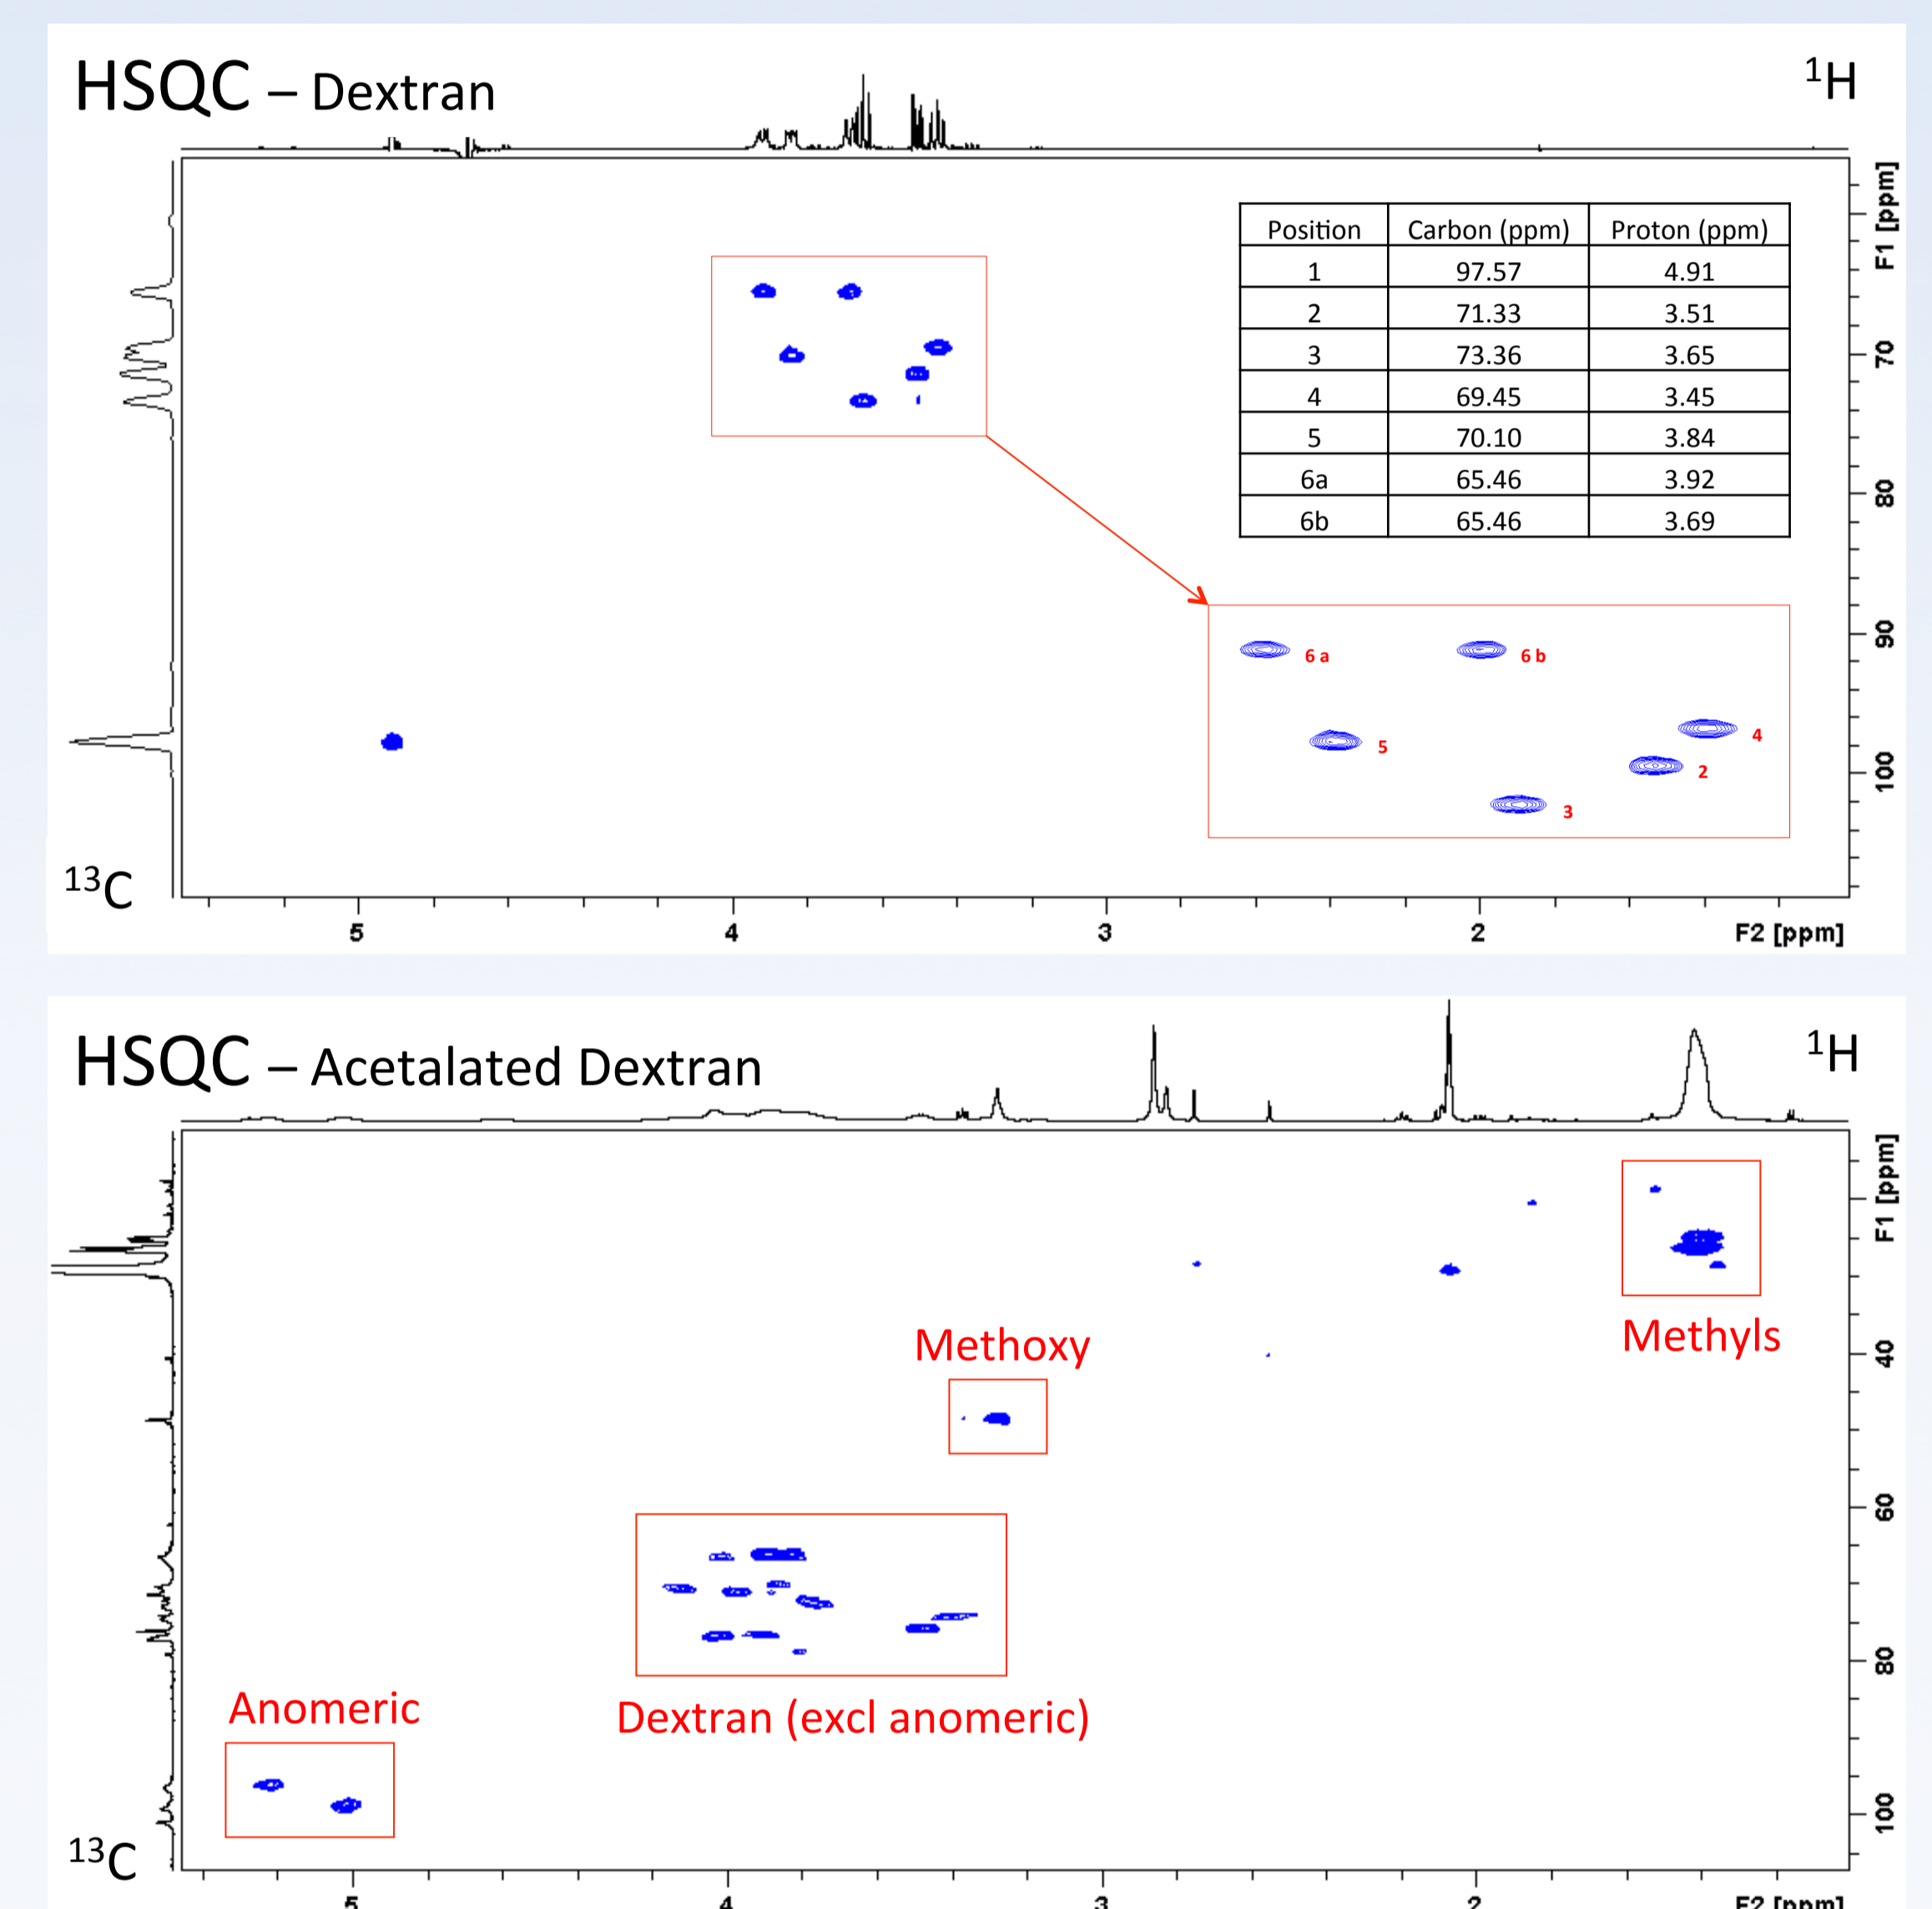 HSQC – Dextran
¹H
F1 [ppm]
Position Carbon (ppm) Proton (ppm)
1 97.57 4.91
2 71.33 3.51
3 73.36 3.65
4 69.45 3.45
5 70.10 3.84
6a 65.46 3.92
6b 65.46 3.69
70
80
90
100
6 a
6 b
5
4
2
3
¹³C
5 4 3 2 F2 [ppm]
HSQC – Acetalated Dextran
¹H
F1 [ppm]
Methyls
Methoxy
40
60
80
Dextran (excl anomeric)
Anomeric
100
¹³C
5 4 3 2 F2 [ppm]